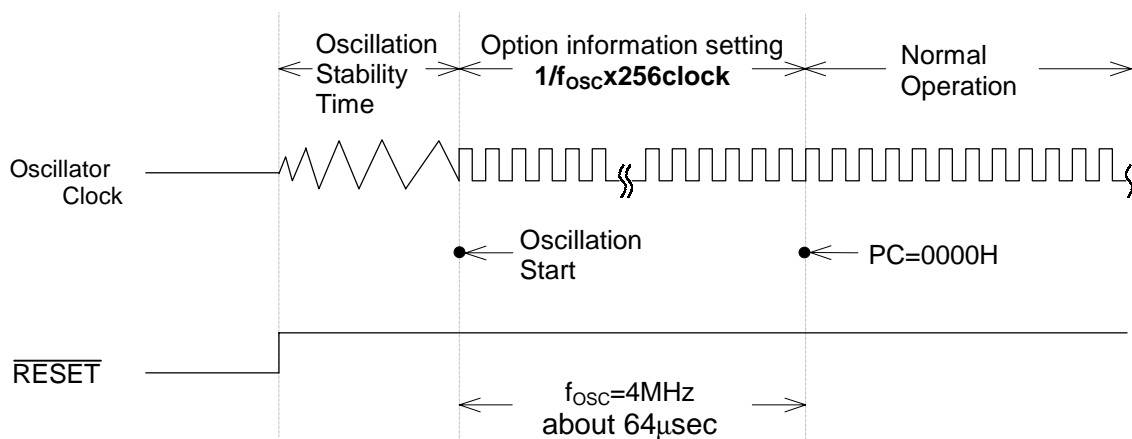 Oscillation
Stability
Time
Option information setting
1/fOSCx256clock
Normal
Operation
Oscillator
Clock
Oscillation
Start
PC=0000H
RESET
fOSC=4MHz
about 64μsec